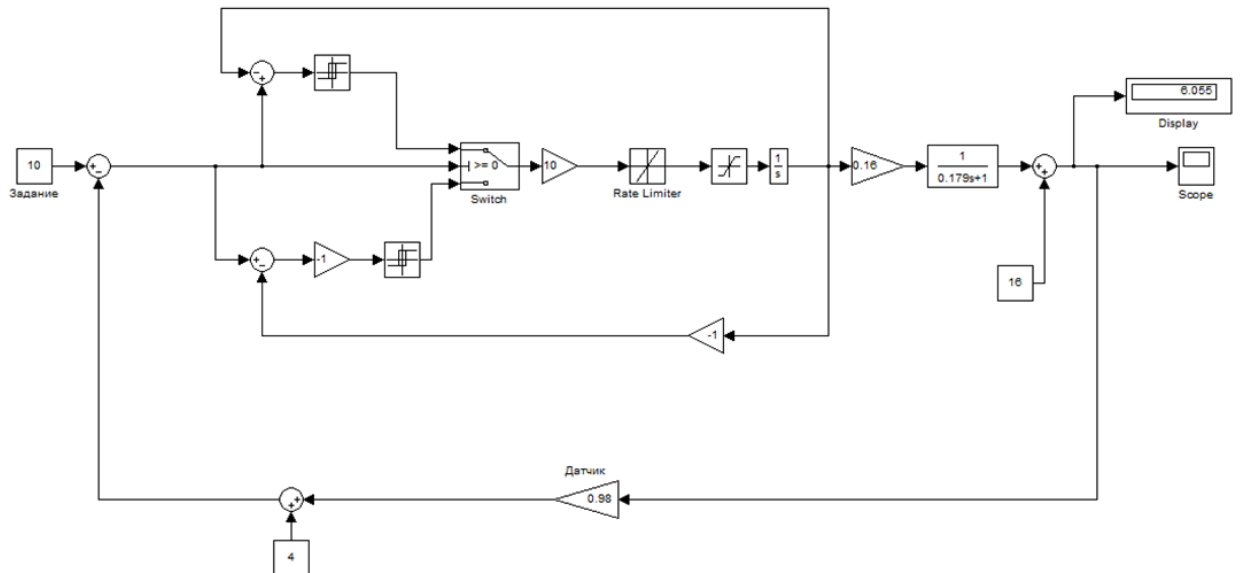 6.055
Display
10
Задание
>= 0
Switch
10
Rate Limiter
1
s
0.16
1
0.179s+1
Scope
-1
16
-1
Датчик
0.98
4